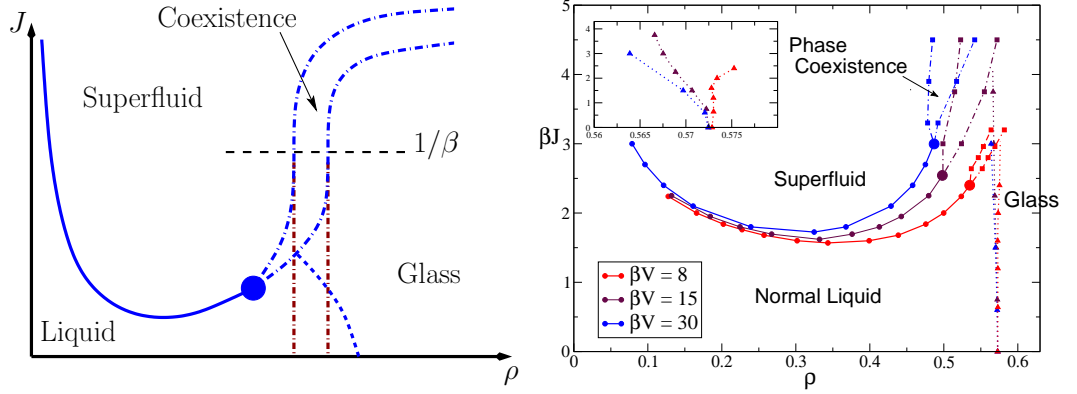 J
Coexistence
Superfluid
1/β
Glass
Liquid
ρ
5
4
3
2
1
0
βJ
4
3
2
1
0
0.56
0.565
0.57
0.575
Phase
Coexistence
Superfluid
Glass
Normal Liquid
βV = 8
βV = 15
βV = 30
0
0.1
0.2
0.3
0.4
0.5
0.6
ρ